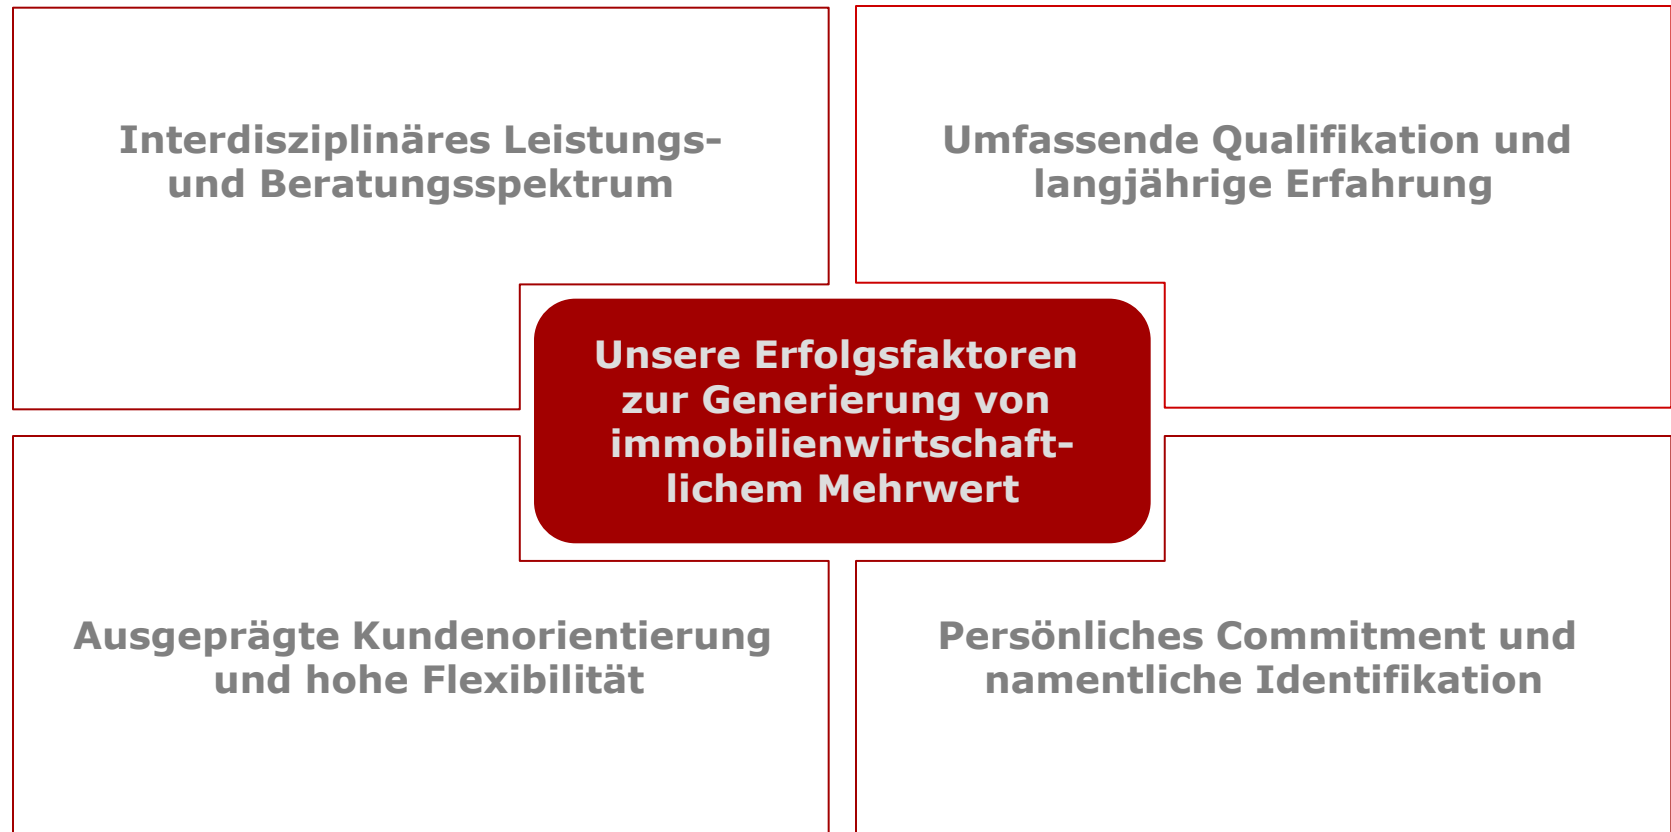 Interdisziplinäres Leistungs-
und Beratungsspektrum
Umfassende Qualifikation und
langjährige Erfahrung
Unsere Erfolgsfaktoren
zur Generierung von
immobilienwirtschaft-
lichem Mehrwert
Ausgeprägte Kundenorientierung
und hohe Flexibilität
Persönliches Commitment und
namentliche Identifikation